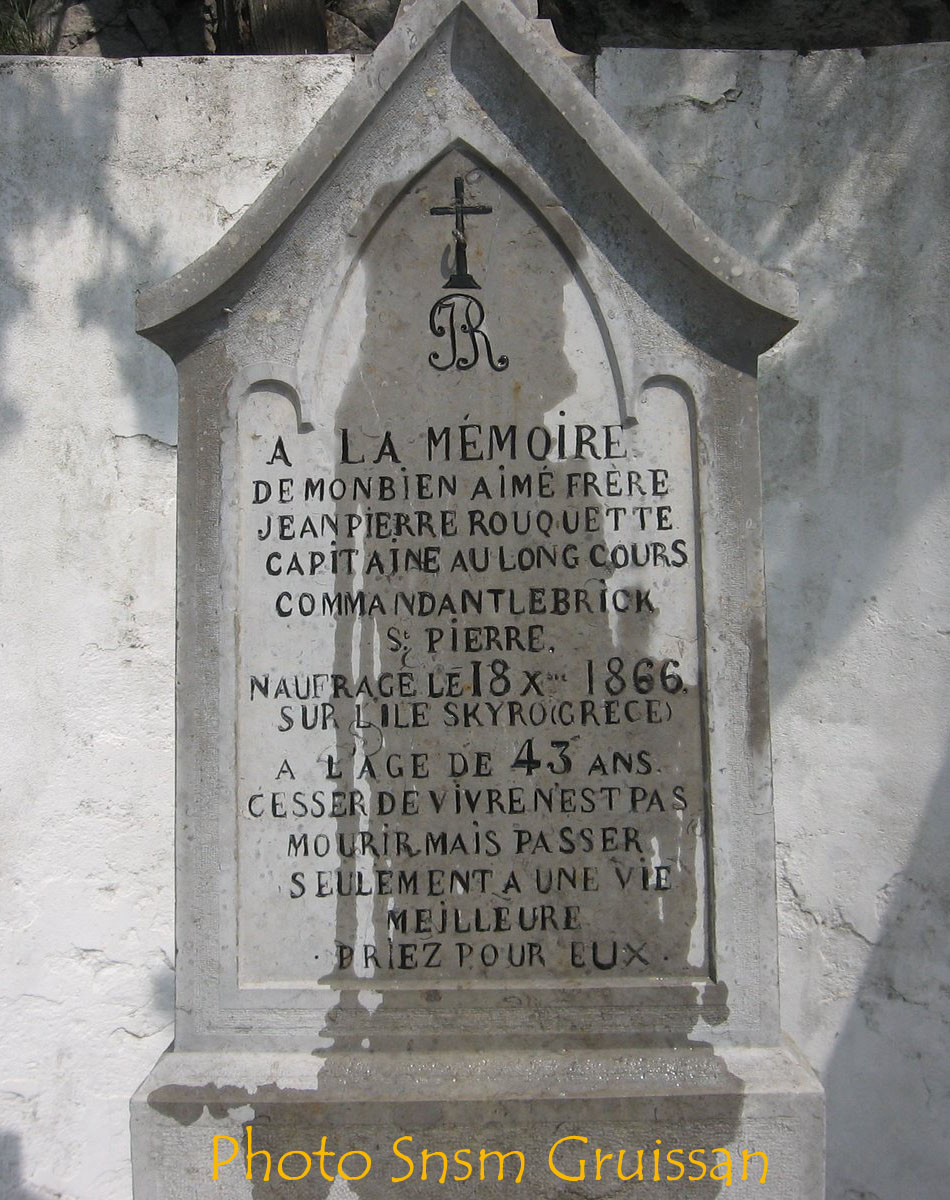 JR
A LA MÉMOIRE
DE MON BIEN AIMÉ FRÈRE
JEAN PIERRE ROUQUETTE
CAPITAINE AU LONG COURS
COMMANDANT LE BRICK
St. PIERRE.
NAUFRAGÉ LE 18 Xbre 1866.
SUR L'ILE SKYRO (GRECE)
A L'AGE DE 43 ANS.
CESSER DE VIVRE N'EST PAS
MOURIR MAIS PASSER
SEULEMENT A UNE VIE
MEILLEURE
· PRIEZ POUR EUX ·
Photo Snsm Gruissan